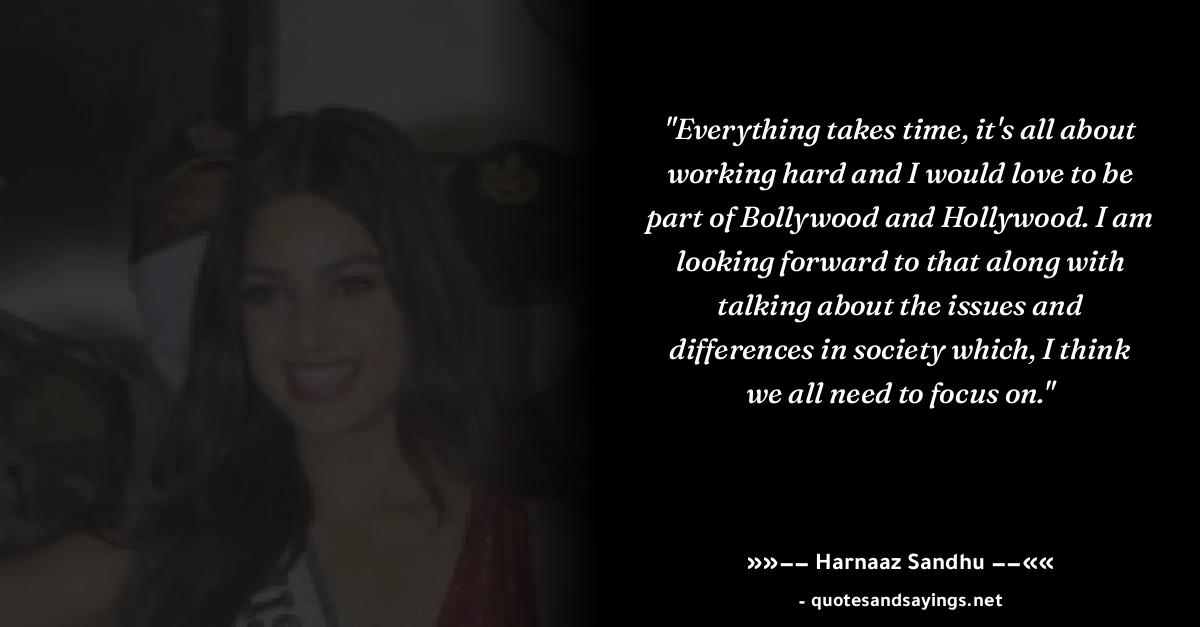 "Everything takes time, it's all about
working hard and I would love to be
part of Bollywood and Hollywood. I am
looking forward to that along with
talking about the issues and
differences in society which, I think
we all need to focus on."
»»–– Harnaaz Sandhu ––««
- quotesandsayings.net